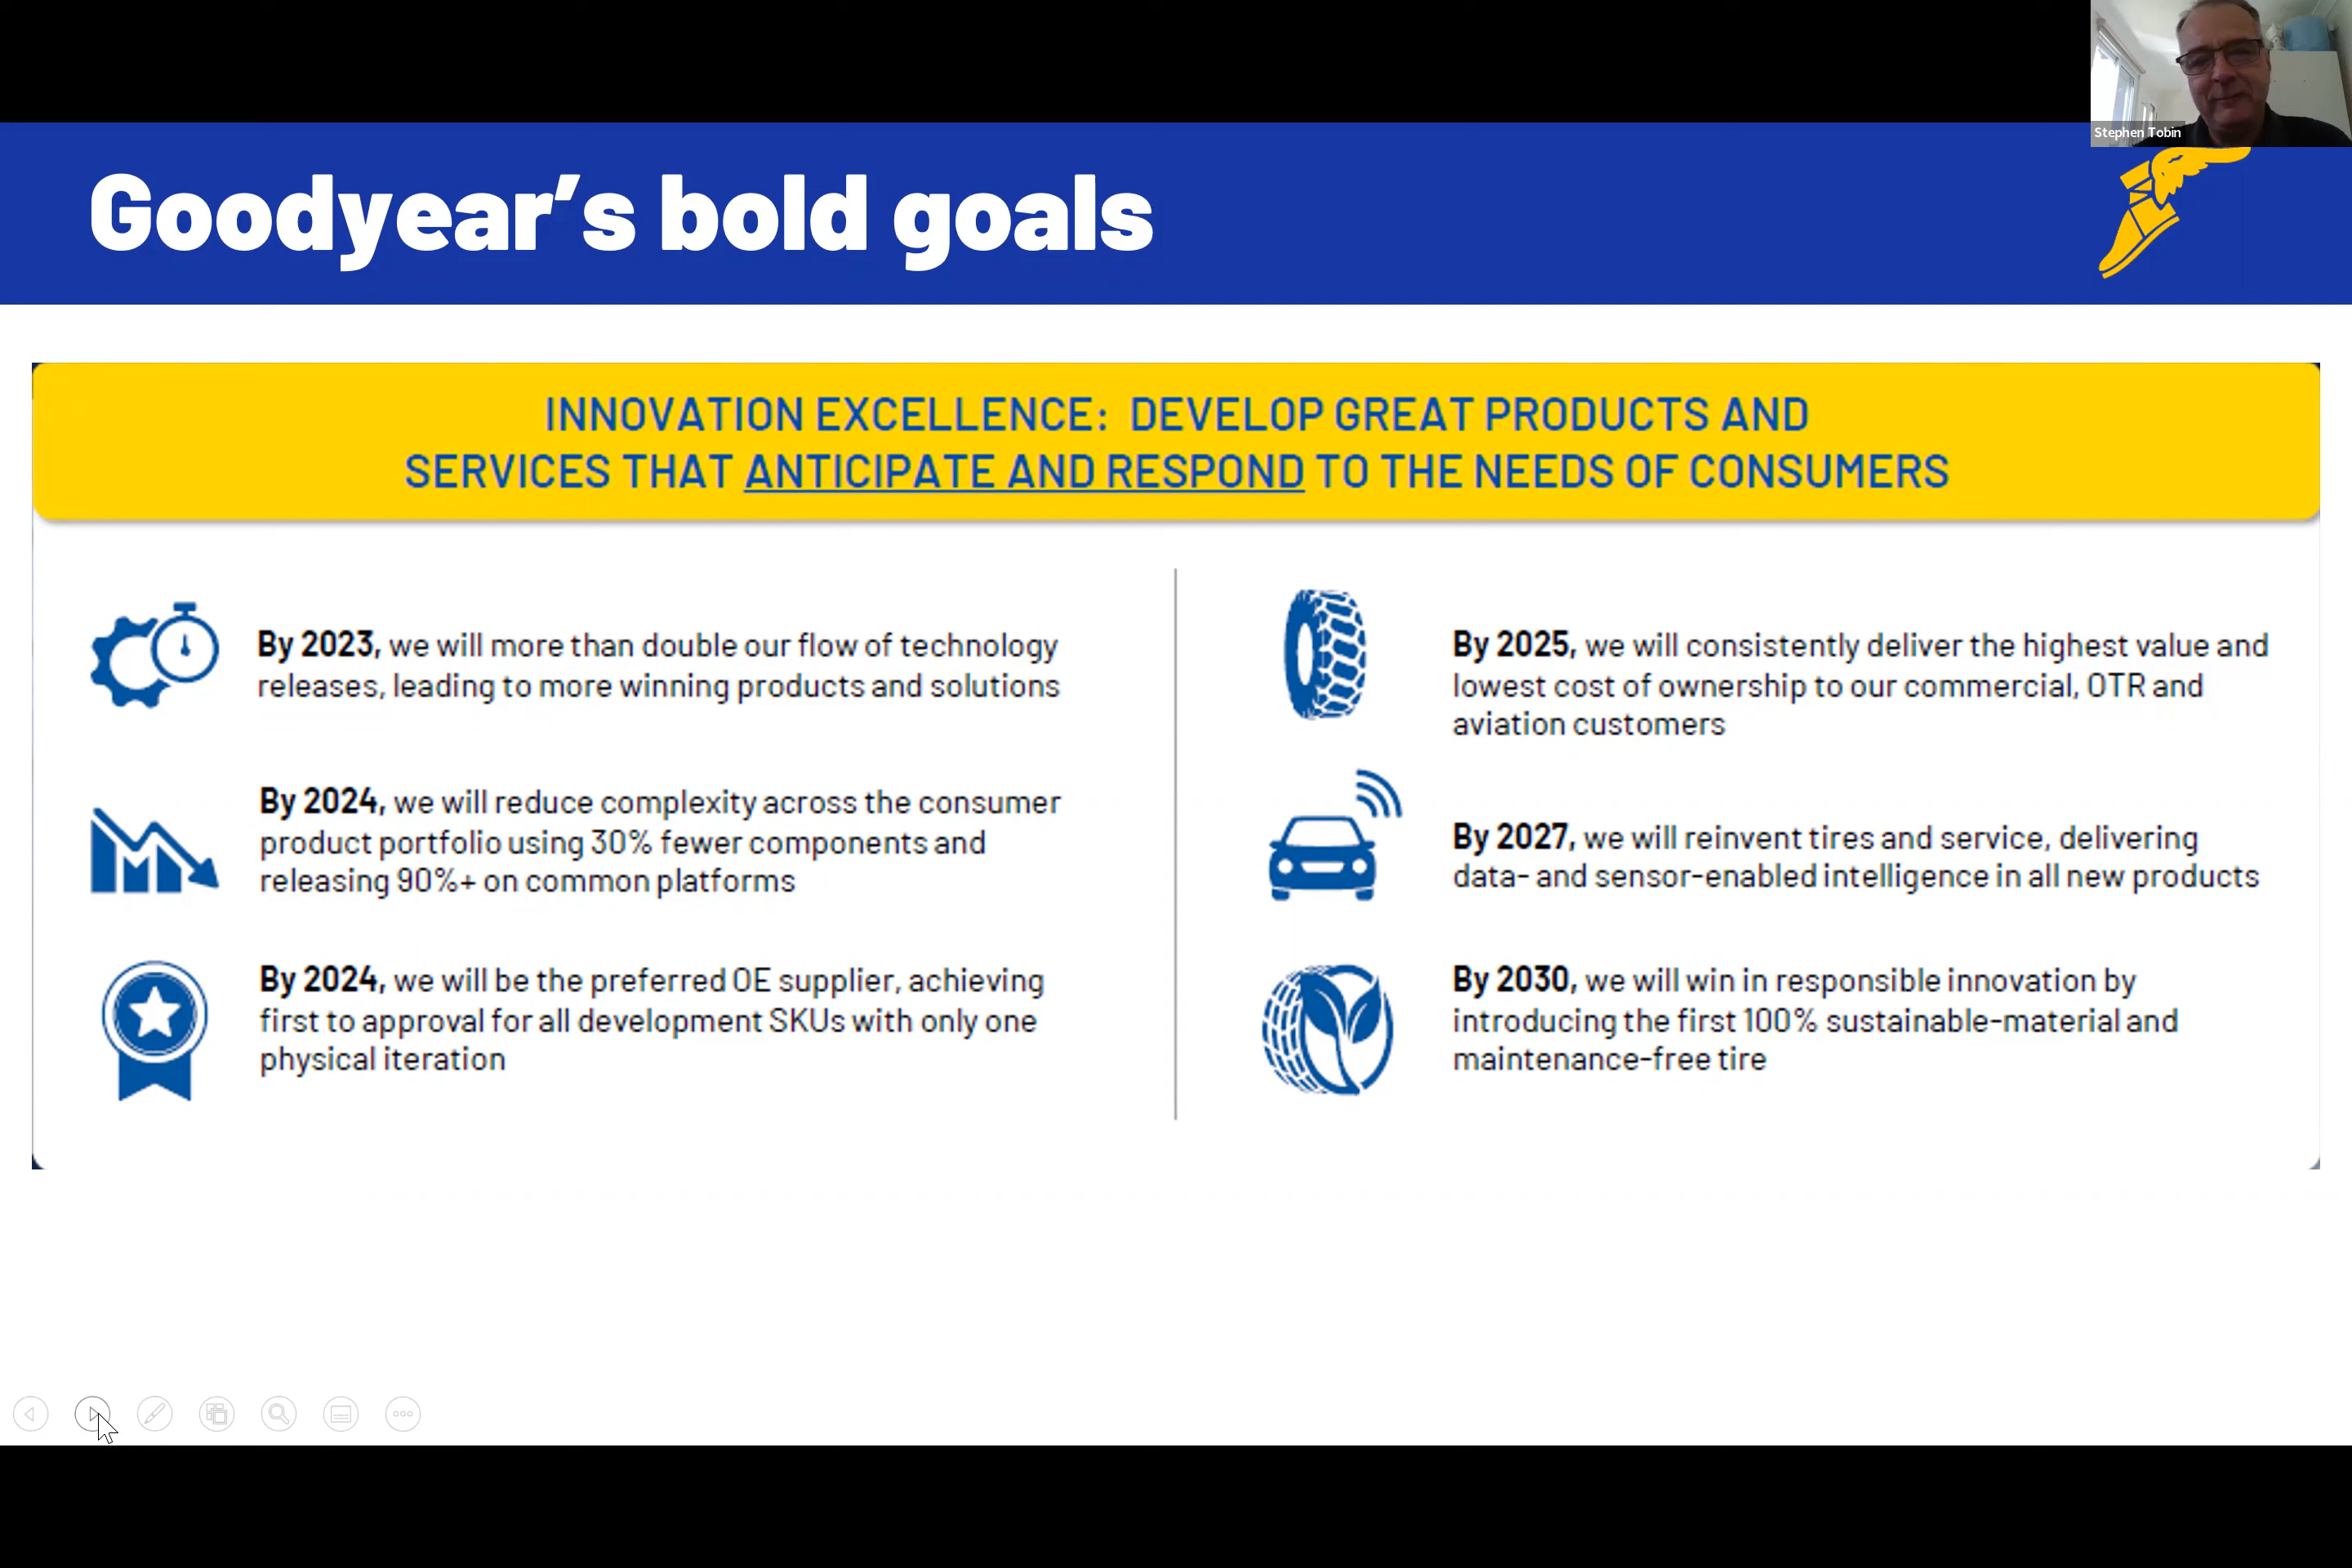 Stephen Tobin
Goodyear’s bold goals
INNOVATION EXCELLENCE: DEVELOP GREAT PRODUCTS AND
SERVICES THAT ANTICIPATE AND RESPOND TO THE NEEDS OF CONSUMERS
By 2023, we will more than double our flow of technology
releases, leading to more winning products and solutions
By 2024, we will reduce complexity across the consumer
product portfolio using 30% fewer components and
releasing 90%+ on common platforms
By 2024, we will be the preferred OE supplier, achieving
first to approval for all development SKUs with only one
physical iteration
By 2025, we will consistently deliver the highest value and
lowest cost of ownership to our commercial, OTR and
aviation customers
By 2027, we will reinvent tires and service, delivering
data- and sensor-enabled intelligence in all new products
By 2030, we will win in responsible innovation by
introducing the first 100% sustainable-material and
maintenance-free tire